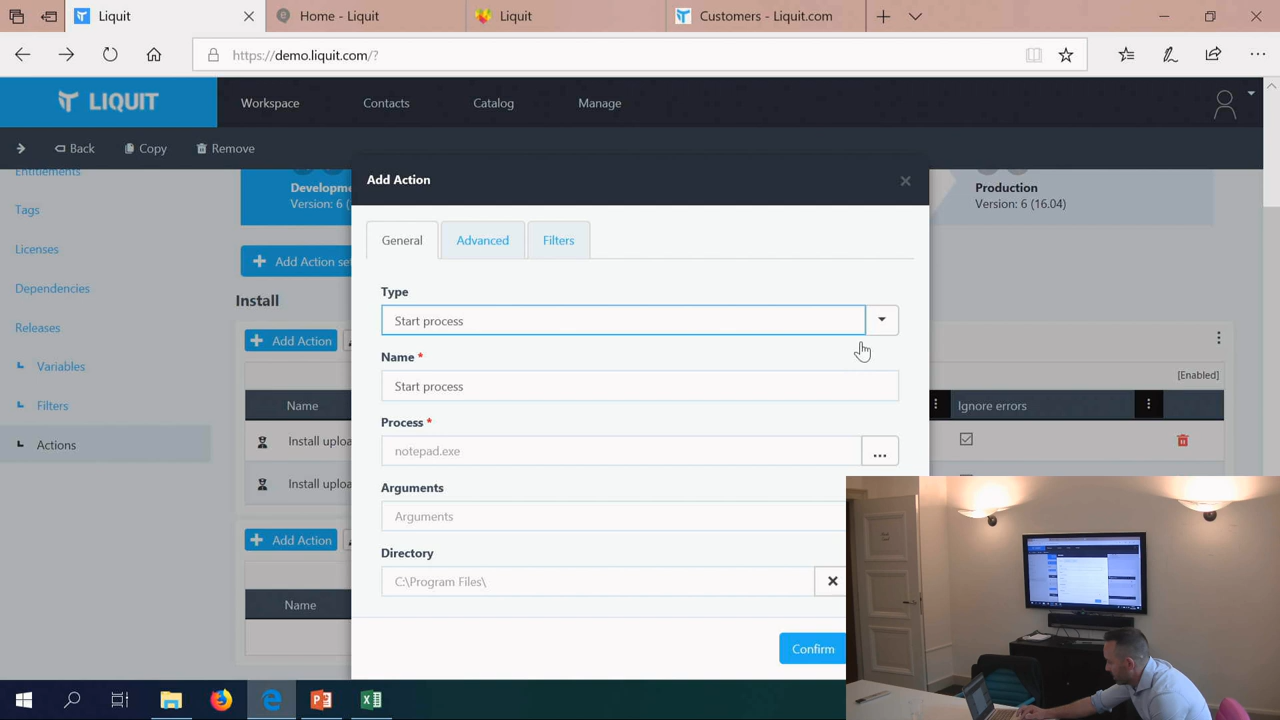 Liquit
Home - Liquit
Liquit
Customers - Liquit.com
https://demo.liquit.com/?
LIQUIT
Workspace
Contacts
Catalog
Manage
Back
Copy
Remove
Entitlements
Tags
Licenses
Dependencies
Releases
Variables
Filters
Actions
Developm
Version: 6 (
Production
Version: 6 (16.04)
Add Action se
Install
Add Action
[Enabled]
Name
Ignore errors
Install uploa
Install uploa
Add Action
Name
Add Action
General
Advanced
Filters
Type
Start process
Name *
Start process
Process *
notepad.exe
...
Arguments
Arguments
Directory
C:\Program Files\
Confirm